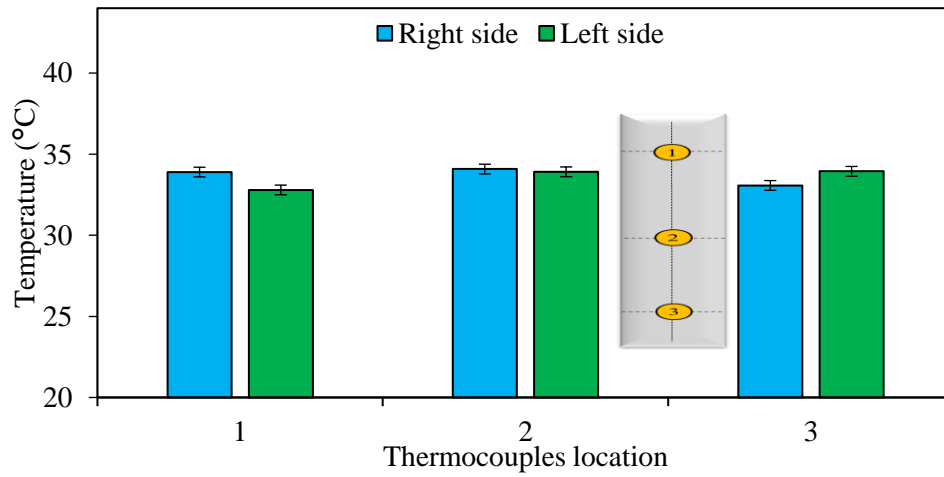 Right side Left side
Temperature (°C)
40
35
30
25
20
1
2
3
1 2 3
Thermocouples location